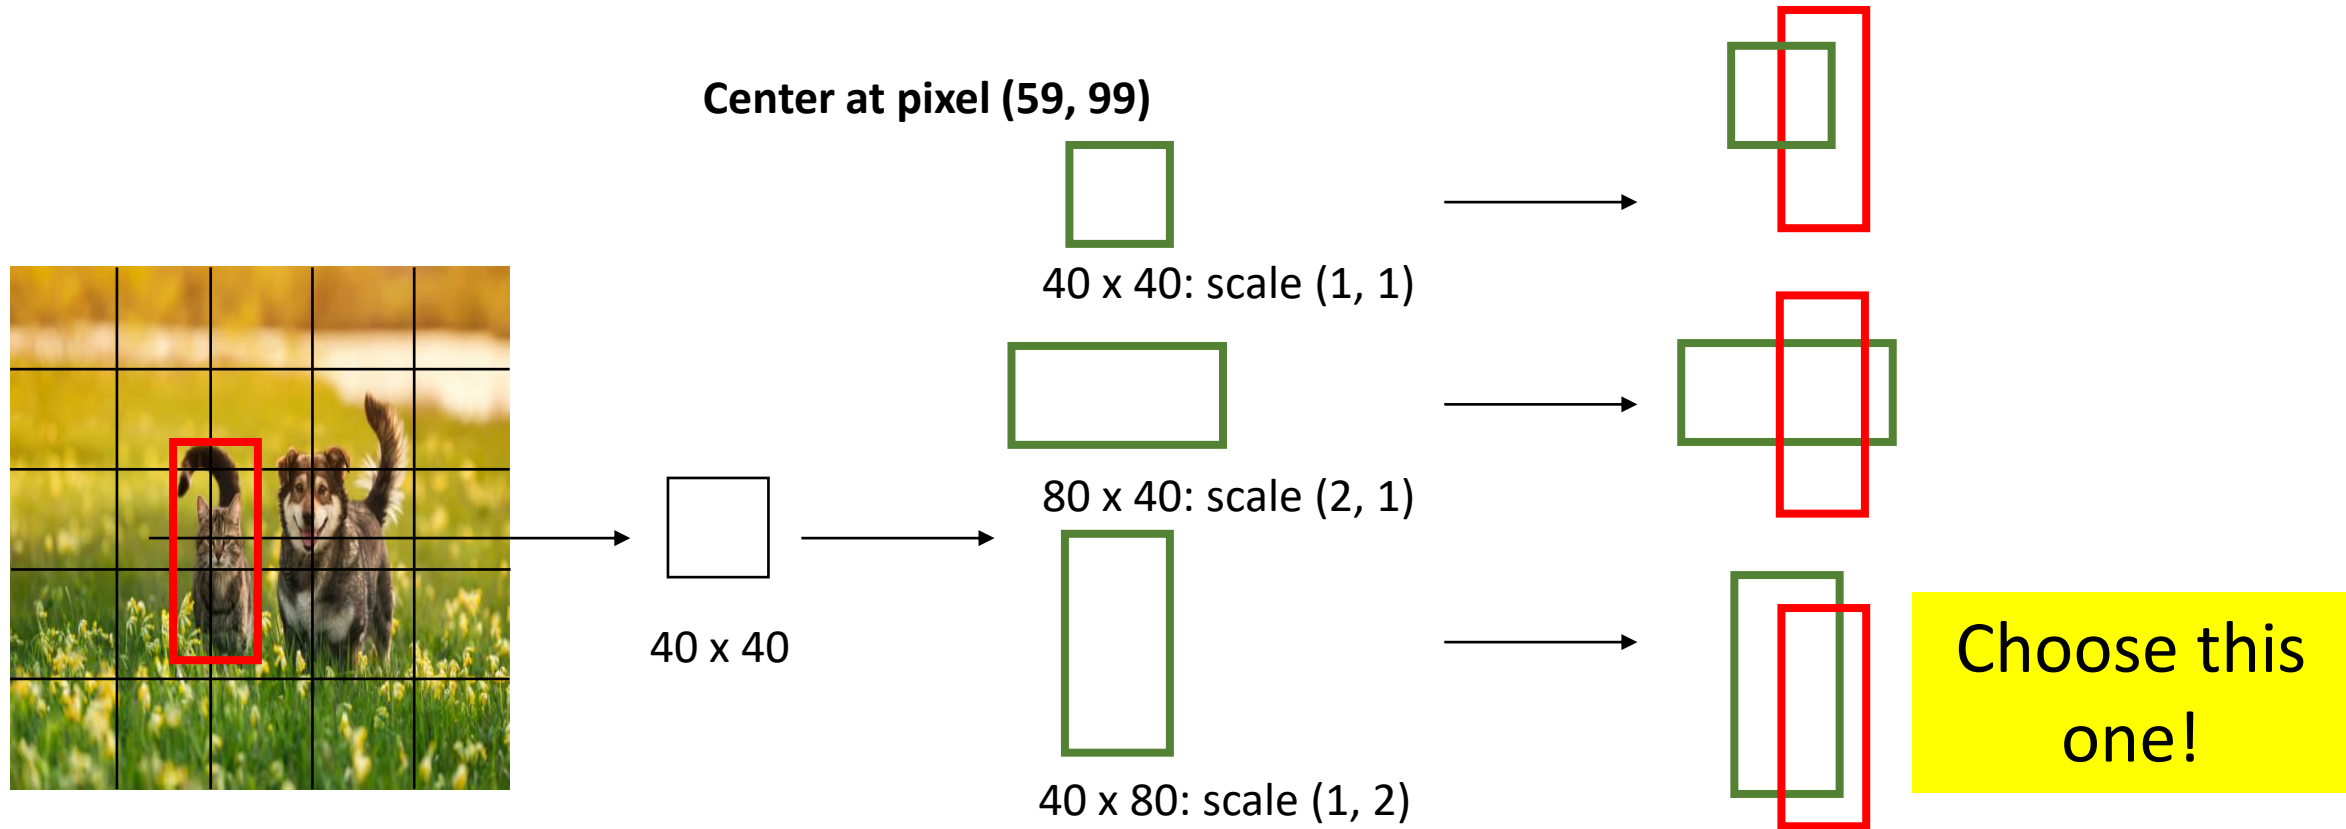 Center at pixel (59, 99)
40 x 40: scale (1, 1)
80 x 40: scale (2, 1)
40 x 40
40 x 80: scale (1, 2)
Choose this
one!